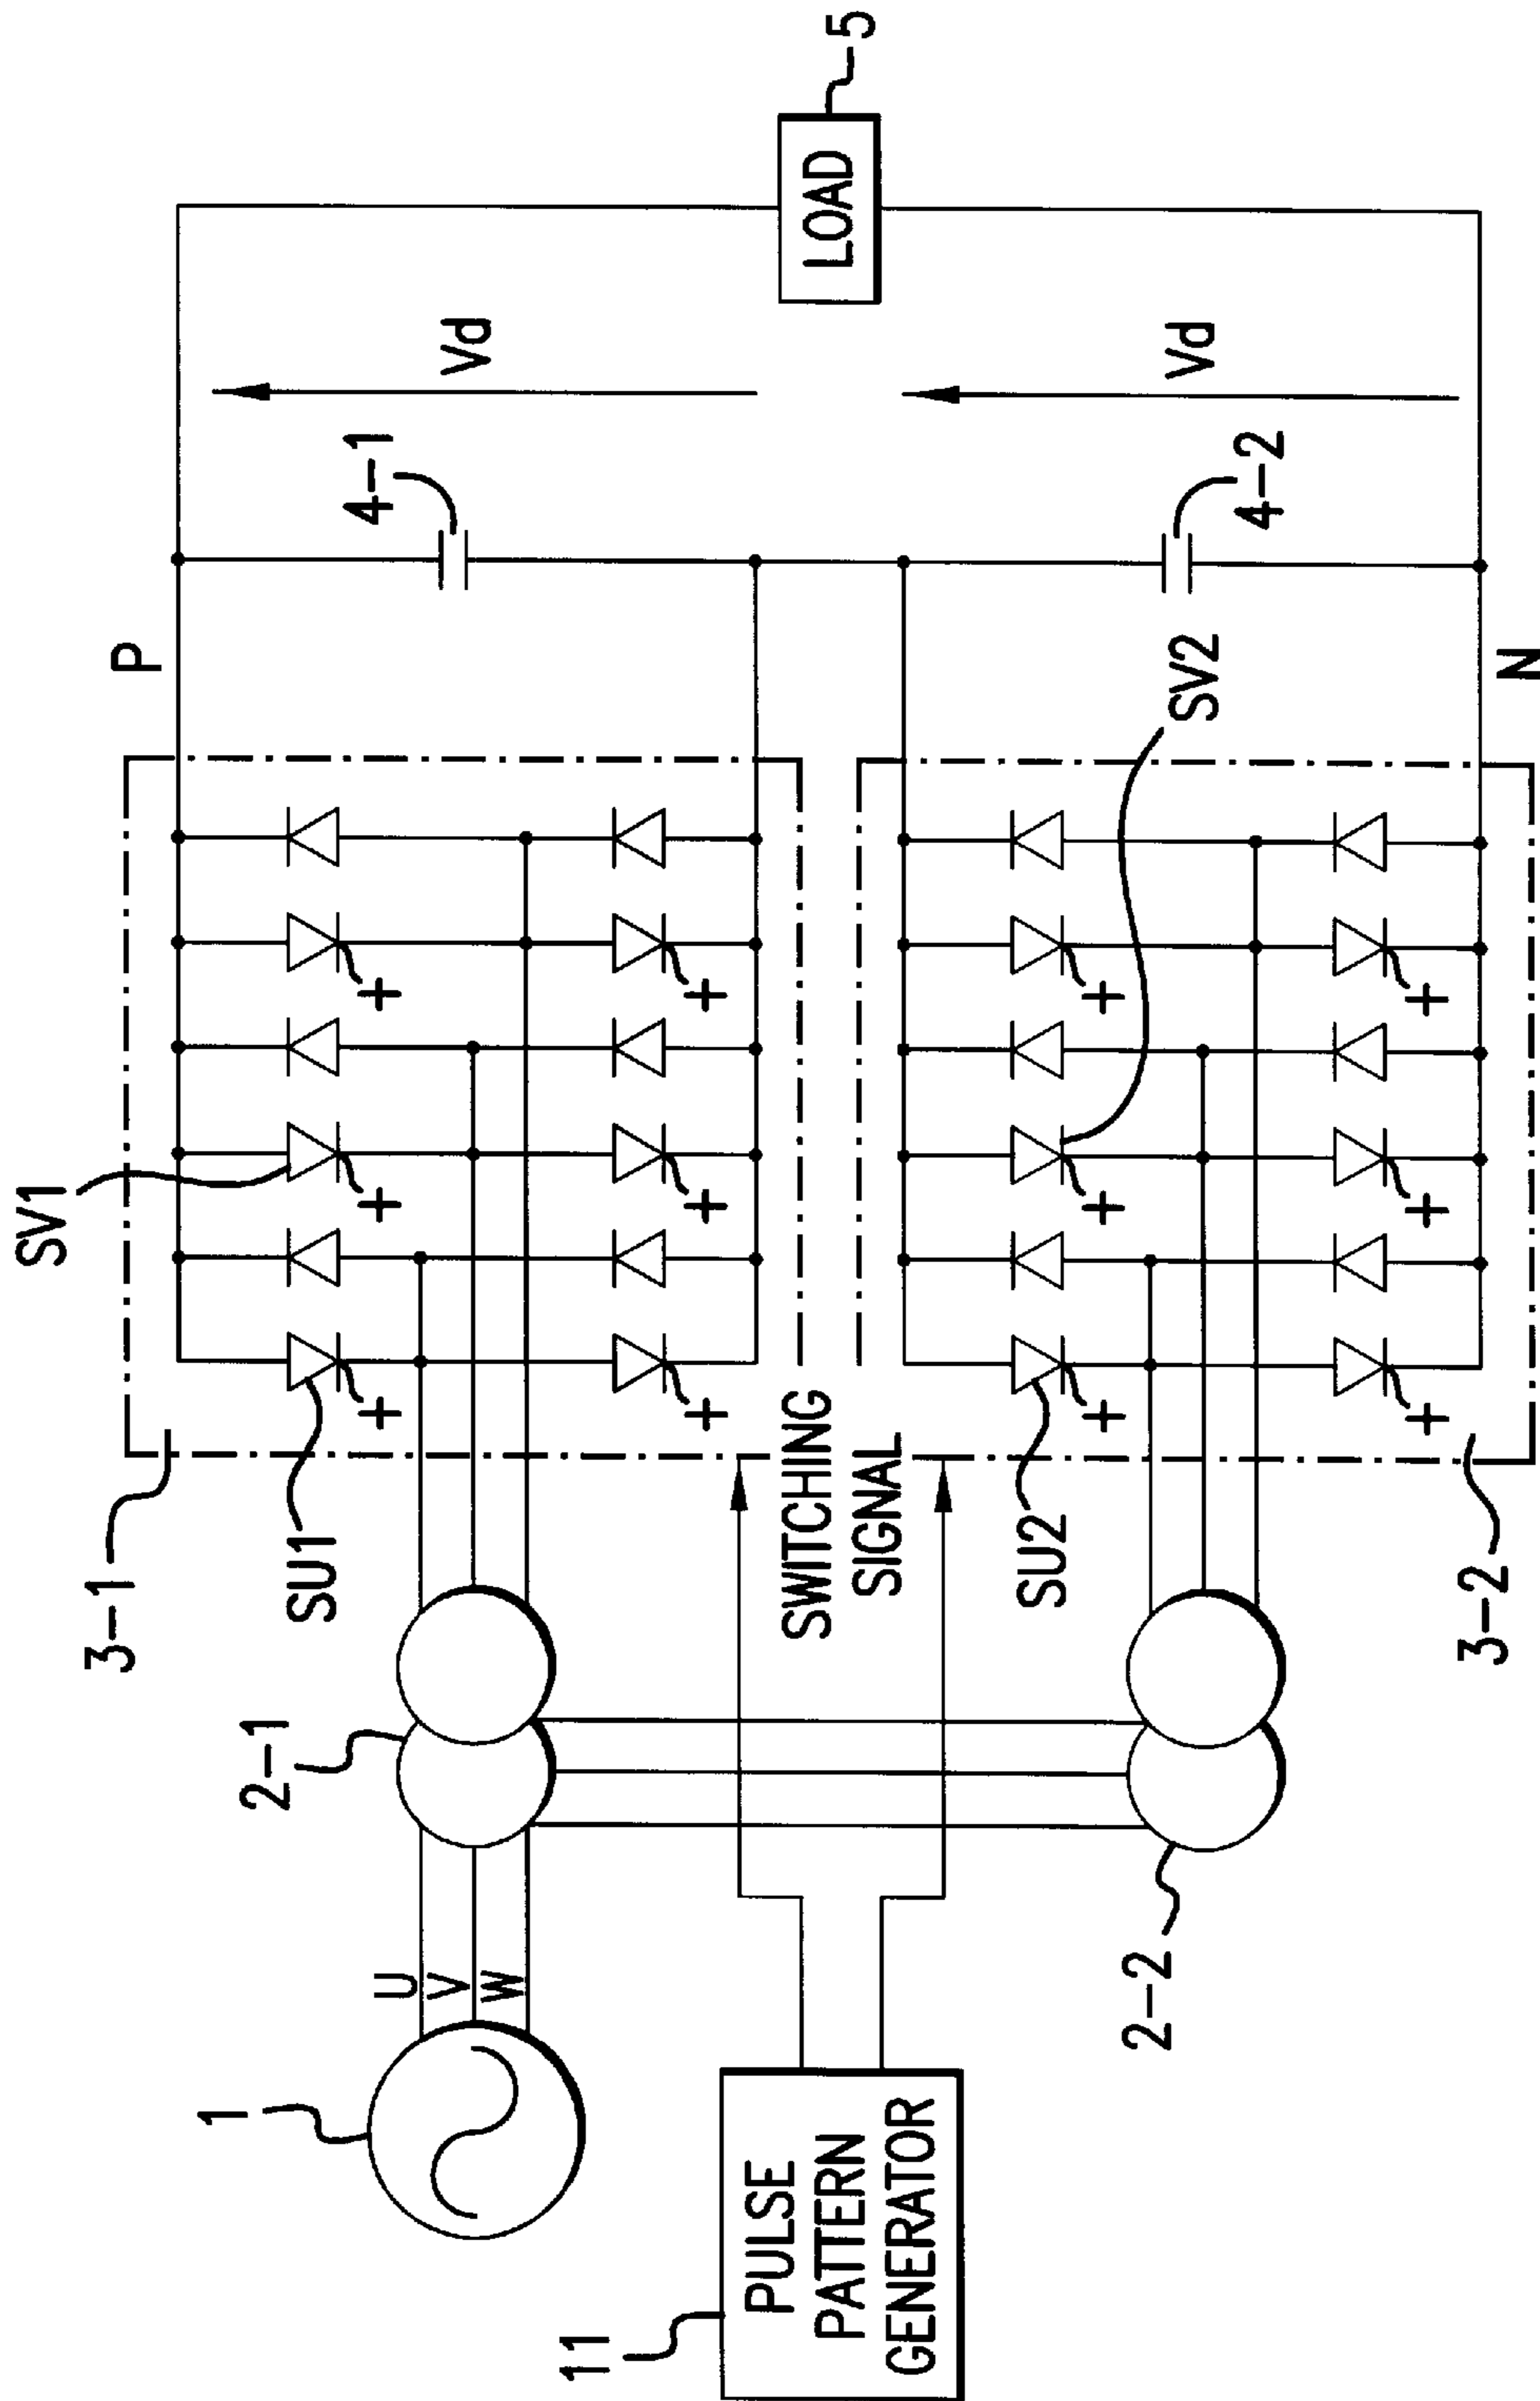 1
U
V
W
2-1
2-2
11
PULSE
PATTERN
GENERATOR
SWITCHING
SIGNAL
3-1
SU1
SV1
P
4-1
Vd
LOAD
5
3-2
SU2
SV2
N
4-2
Vd
+
+
+
+
+
+
+
+
+
+
+
+